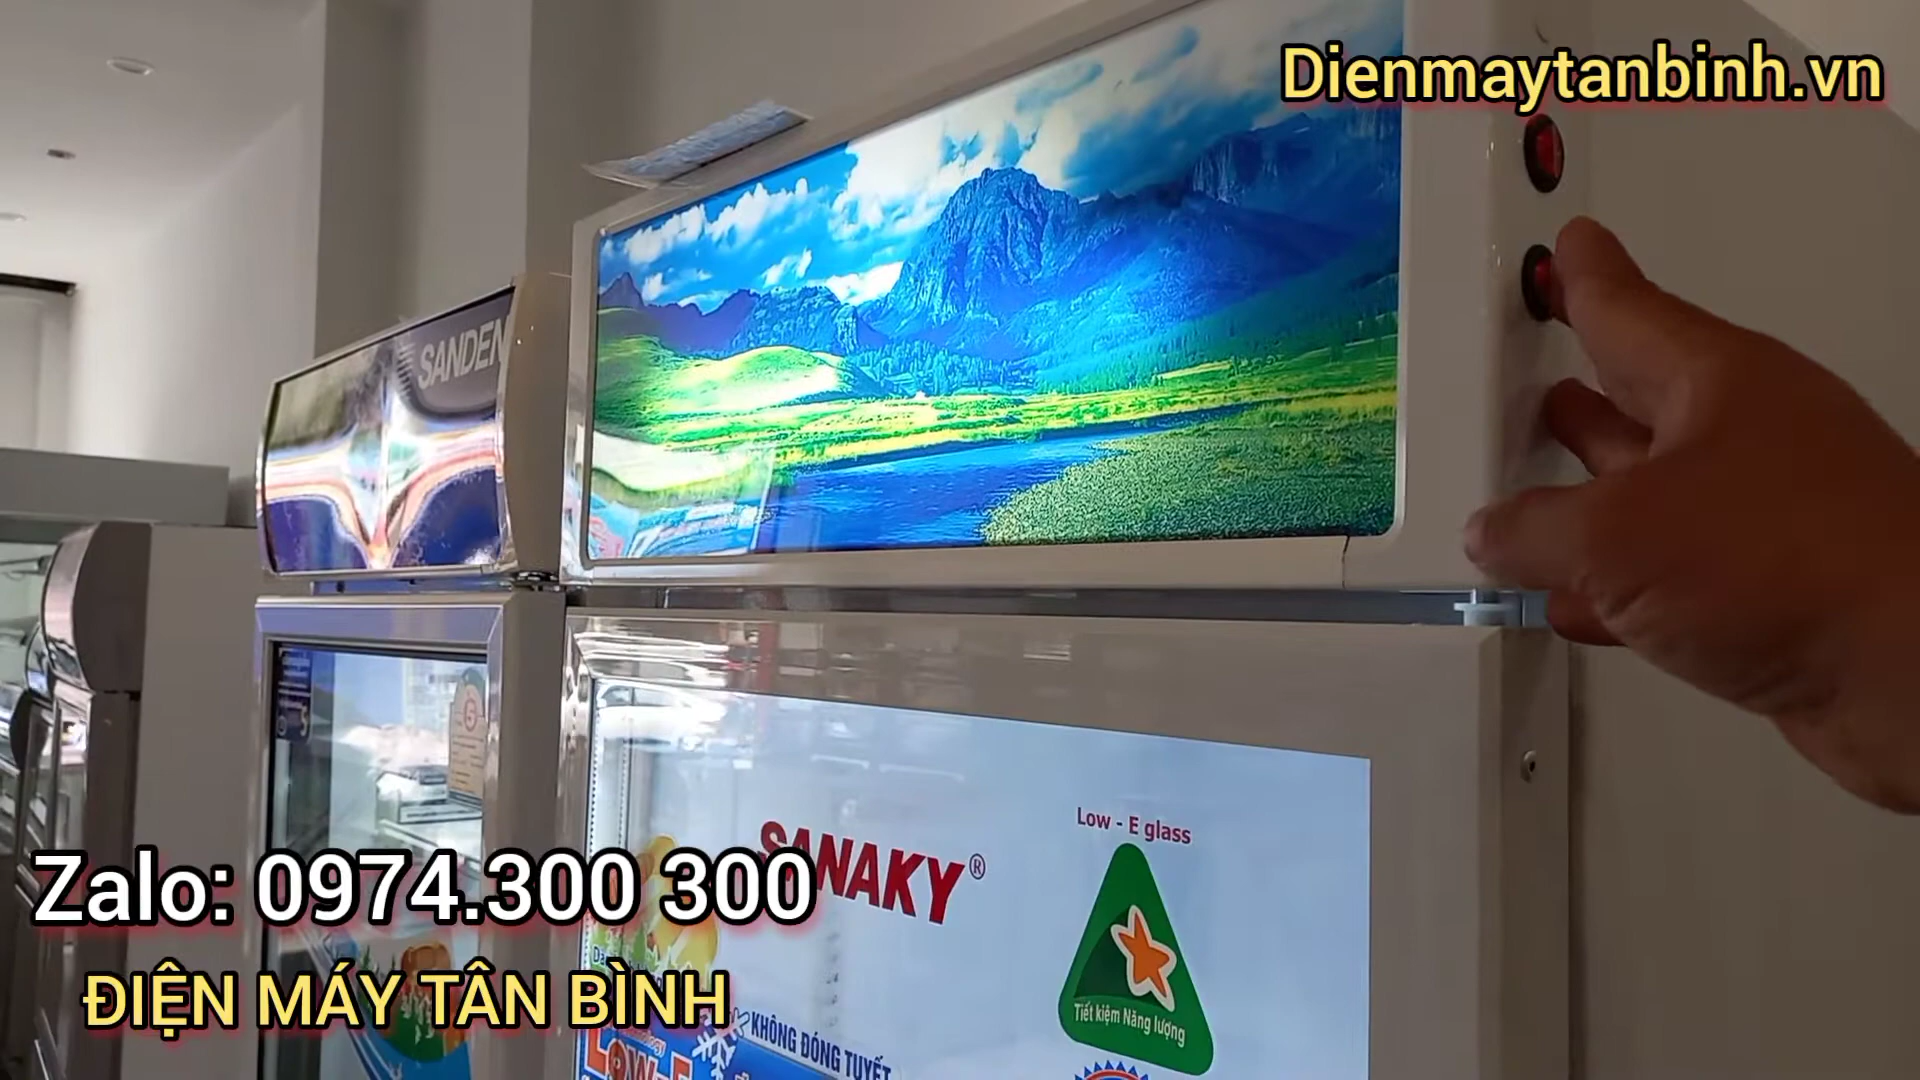 Dienmaytanbinh.vn
SANDEN
Low - E glass
SANAKY®
Tiết kiệm Năng lượng
Zalo: 0974.300 300
ĐIỆN MÁY TÂN BÌNH
KHÔNG ĐÓNG TUYẾT
LOW-E